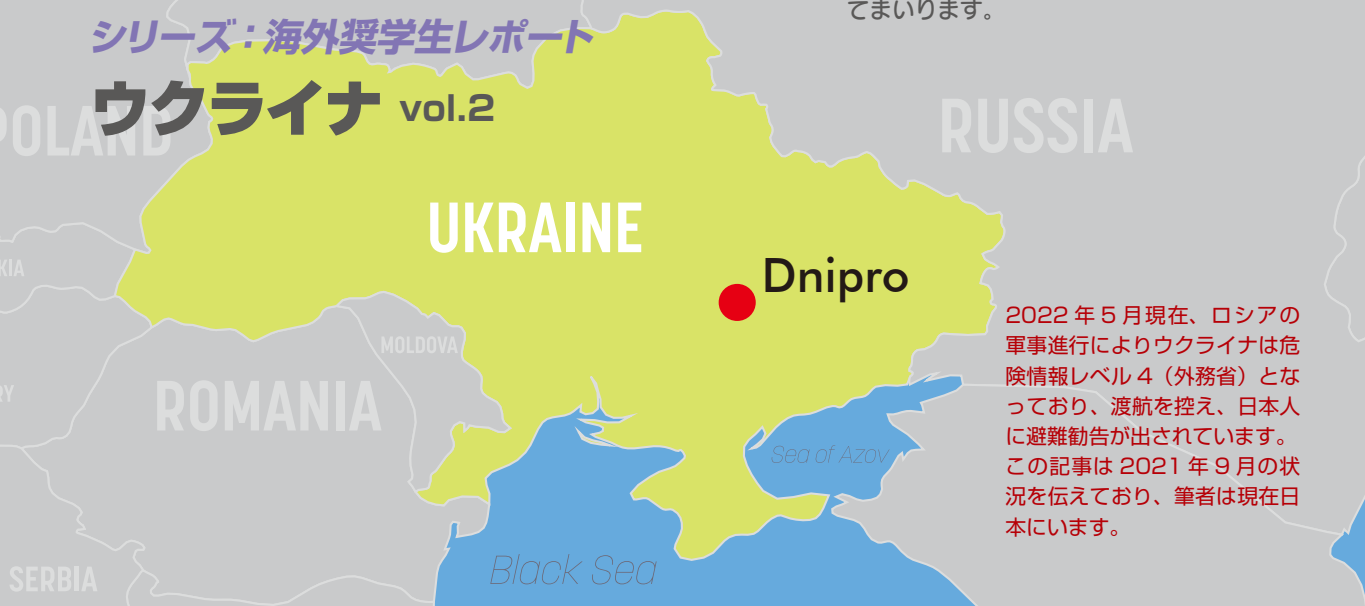 てまいります。
シリーズ：海外奨学生レポート
ウクライナ vol.2
POLAND
RUSSIA
UKRAINE
Dnipro
MOLDOVA
ROMANIA
Sea of Azov
2022 年 5 月現在、ロシアの
軍事進行によりウクライナは危
険情報レベル 4（外務省）とな
っており、渡航を控え、日本人
に避難勧告が出されています。
この記事は 2021 年 9 月の状
況を伝えており、筆者は現在日
本にいます。
Black Sea
SERBIA